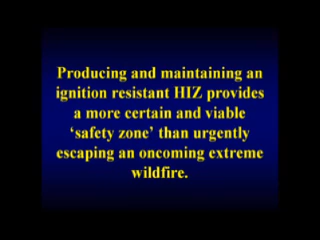 Producing and maintaining an
ignition resistant HIZ provides
a more certain and viable
‘safety zone’ than urgently
escaping an oncoming extreme
wildfire.